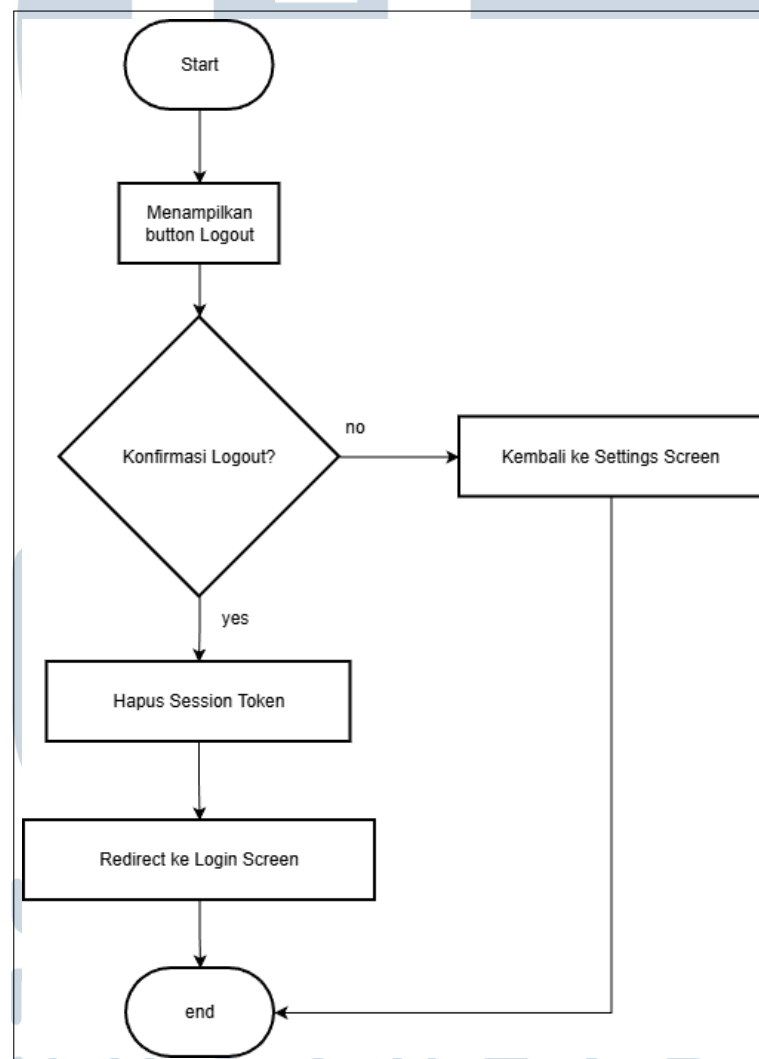 Start
Menampilkan
button Logout
Konfirmasi Logout?
no
Kembali ke Settings Screen
yes
Hapus Session Token
Redirect ke Login Screen
end